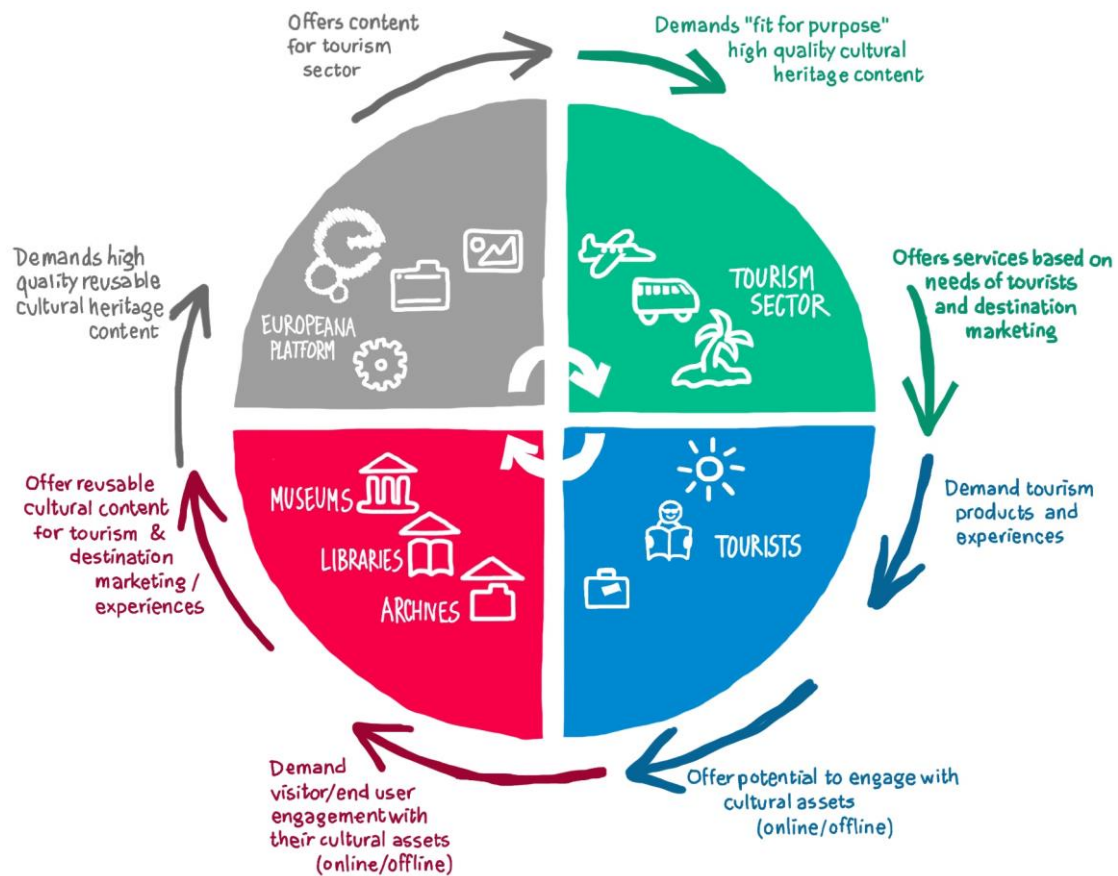 Offers content
for tourism
sector
Demands "fit for purpose"
high quality cultural
heritage content
Demands high
quality reusable
cultural heritage
content
EUROPEANA
PLATFORM
TOURISM
SECTOR
Offers services based on
needs of tourists
and destination
marketing
Offer reusable
cultural content
for tourism &
destination
marketing /
experiences
MUSEUMS
LIBRARIES
ARCHIVES
TOURISTS
Demand tourism
products and
experiences
Demand
visitor/end user
engagement with
their cultural assets
(online/offline)
Offer potential to engage with
cultural assets
(online/offline)